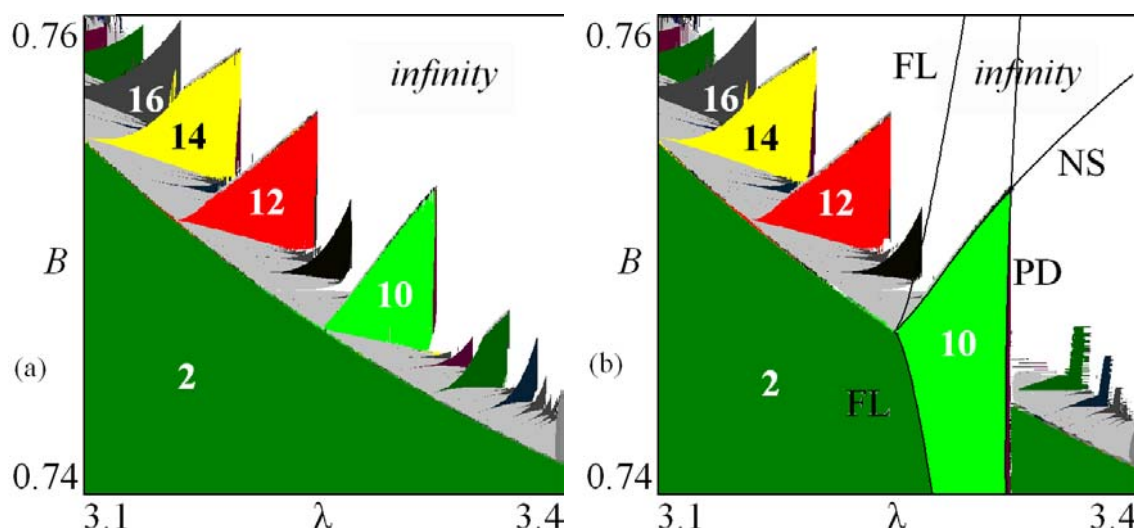 0.76
infinity
16
14
12
B
10
2
(a)
0.74
3.1
λ
3.4
0.76
FL
infinity
16
14
NS
12
B
PD
10
2
(b)
FL
0.74
3.1
λ
3.4